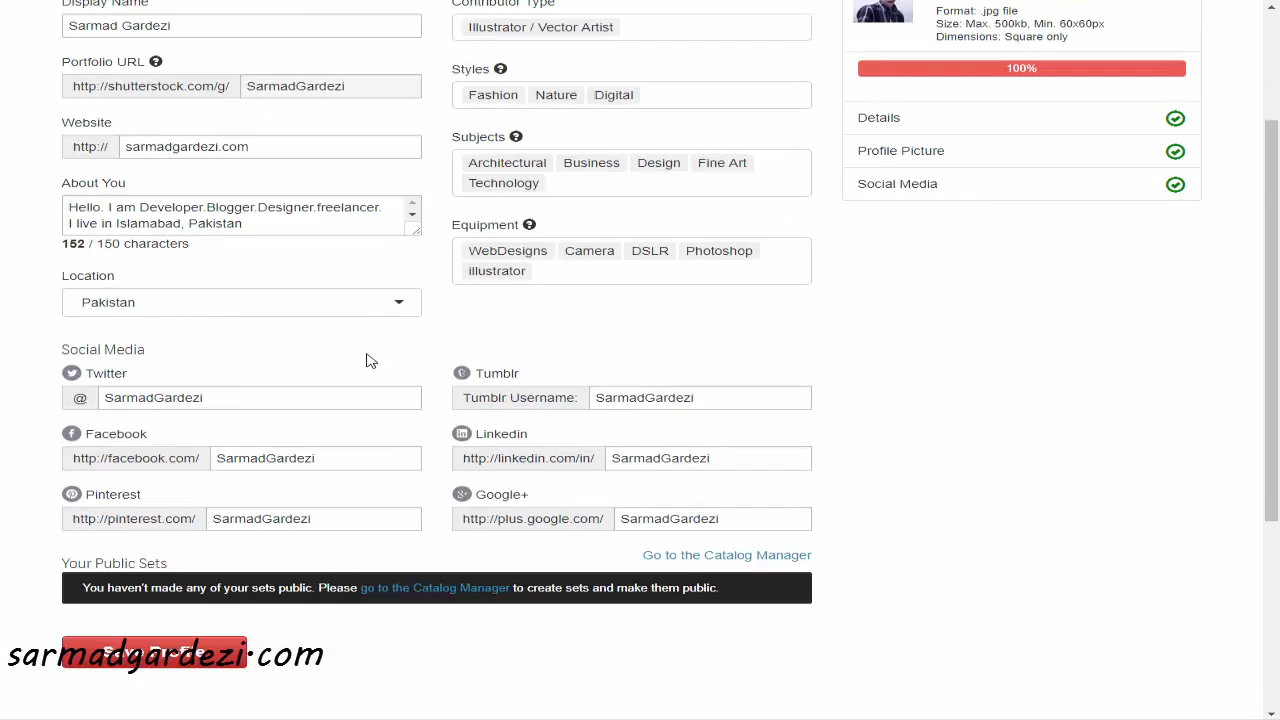 Display Name
Sarmad Gardezi
Portfolio URL
http://shutterstock.com/g/ SarmadGardezi
Website
http:// sarmadgardezi.com
About You
Hello. I am Developer.Blogger.Designer.freelancer.
I live in Islamabad, Pakistan
152 / 150 characters
Location
Pakistan
Contributor Type
Illustrator / Vector Artist
Styles
Fashion Nature Digital
Subjects
Architectural Business Design Fine Art
Technology
Equipment
WebDesigns Camera DSLR Photoshop
illustrator
Format: .jpg file
Size: Max. 500kb, Min. 60x60px
Dimensions: Square only
100%
Details
Profile Picture
Social Media
Social Media
Twitter
@ SarmadGardezi
Tumblr
Tumblr Username: SarmadGardezi
Facebook
http://facebook.com/ SarmadGardezi
Linkedin
http://linkedin.com/in/ SarmadGardezi
Pinterest
http://pinterest.com/ SarmadGardezi
Google+
http://plus.google.com/ SarmadGardezi
Go to the Catalog Manager
Your Public Sets
You haven't made any of your sets public. Please go to the Catalog Manager to create sets and make them public.
Save Profile
sarmadgardezi.com